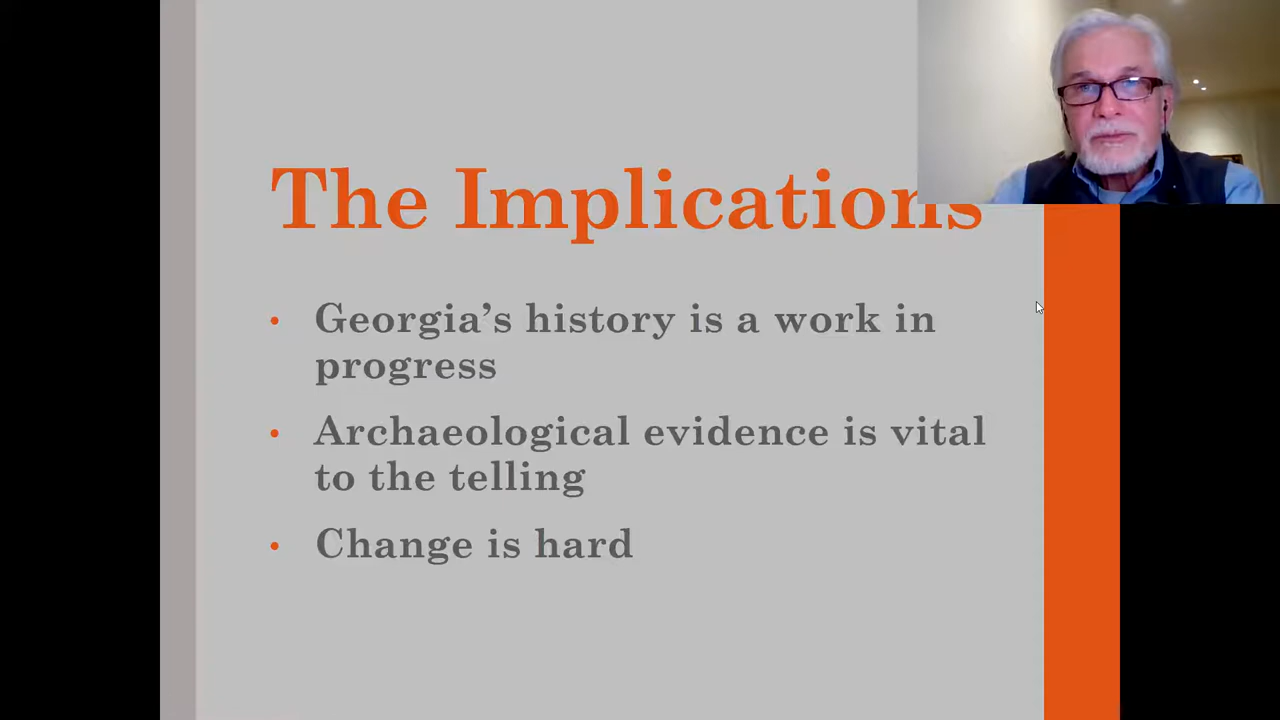 The Implications
• Georgia’s history is a work in
progress
• Archaeological evidence is vital
to the telling
• Change is hard